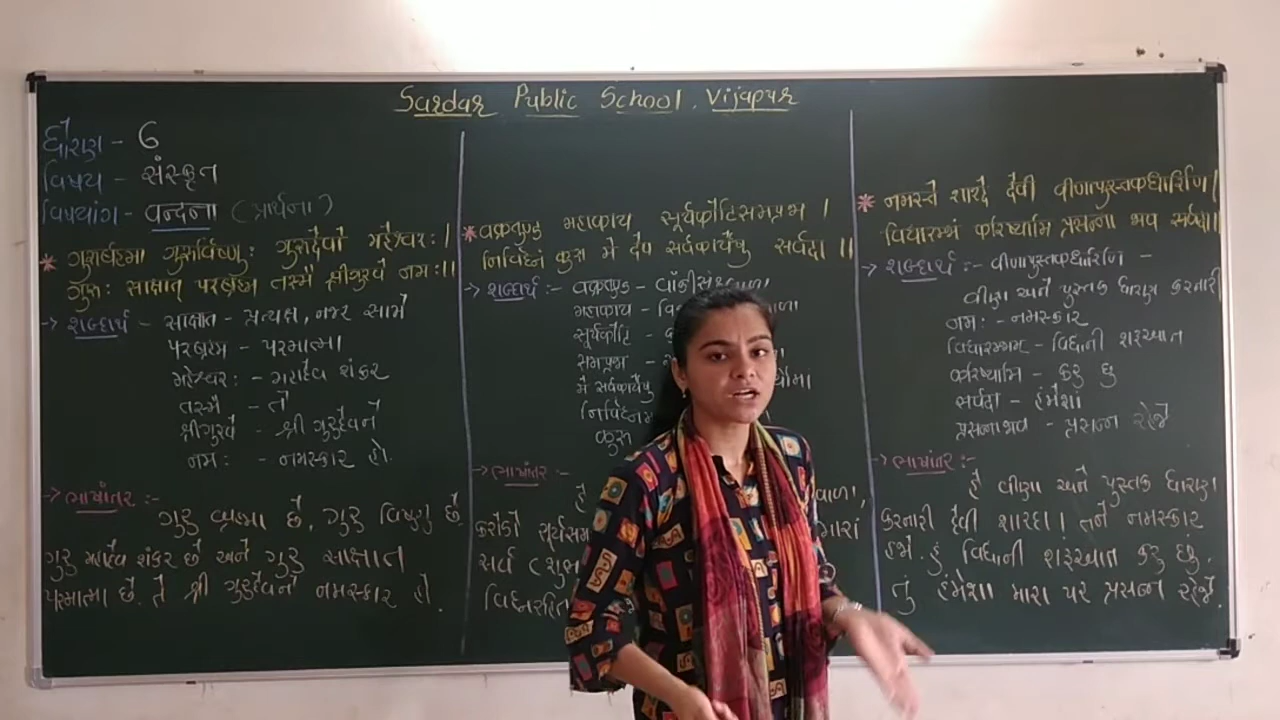 Sardar Public School. Vijapur
ધોરણ - 6
વિષય - સંસ્કૃત
વિષયાંગ - વન્દના (પ્રાર્થના)
* ગુરુર્બ્રહ્મા ગુરુર્વિષ્ણુઃ ગુરુર્દેવો મહેશ્વરઃ ।
ગુરુઃ સાક્ષાત્ પરબ્રહ્મ તસ્મૈ શ્રીગુરવે નમઃ ॥
-> શબ્દાર્થ - સાક્ષાત - પ્રત્યક્ષ, નજર સામે
પરબ્રહ્મ - પરમાત્મા
મહેશ્વરઃ - મહાદેવ શંકર
તસ્મૈ - તે
શ્રીગુરવે - શ્રી ગુરુદેવને
નમઃ - નમસ્કાર હો.
-> ભાષાંતર :-
ગુરુ બ્રહ્મા છે, ગુરુ વિષ્ણુ છે
ગુરુ મહાદેવ શંકર છે અને ગુરુ સાક્ષાત
પરમાત્મા છે. તે શ્રી ગુરુદેવને નમસ્કાર હો.
* વક્રતુણ્ડ મહાકાય સૂર્યકોટિસમપ્રભ ।
નિર્વિઘ્નં કુરુ મે દેવ સર્વકાર્યેષુ સર્વદા ॥
-> શબ્દાર્થ :- વક્રતુણ્ડ - વાંકી
મહાકાય -
સૂર્યકોટિ -
સમપ્રભ -
મે સર્વકાર્યેષુ
કુરુ
-> ભાષાંતર :-
હે વાળા,
કરોડો સૂર્યસમ મારાં
સર્વ (શુભ
વિઘ્નરહિત
* નમસ્તે શારદે દેવી વીણાપુસ્તકધારિણિ ।
વિદ્યારમ્ભં કરિષ્યામિ પ્રસન્ના ભવ સર્વદા ॥
-> શબ્દાર્થ :- વીણાપુસ્તકધારિણિ -
વીણા અને પુસ્તક ધારણ કરનારી
નમઃ - નમસ્કાર
વિદ્યારમ્ભમ્ - વિદ્યાની શરૂઆત
કરિષ્યામિ - કરું છું
સર્વદા - હંમેશાં
પ્રસન્નાભવ - પ્રસન્ન રહેજે
-> ભાષાંતર :-
હે વીણા અને પુસ્તક ધારણ
કરનારી દેવી શારદા! તને નમસ્કાર
હજો. હું વિદ્યાની શરૂઆત કરું છું.
તું હંમેશા મારા પર પ્રસન્ન રહેજે.